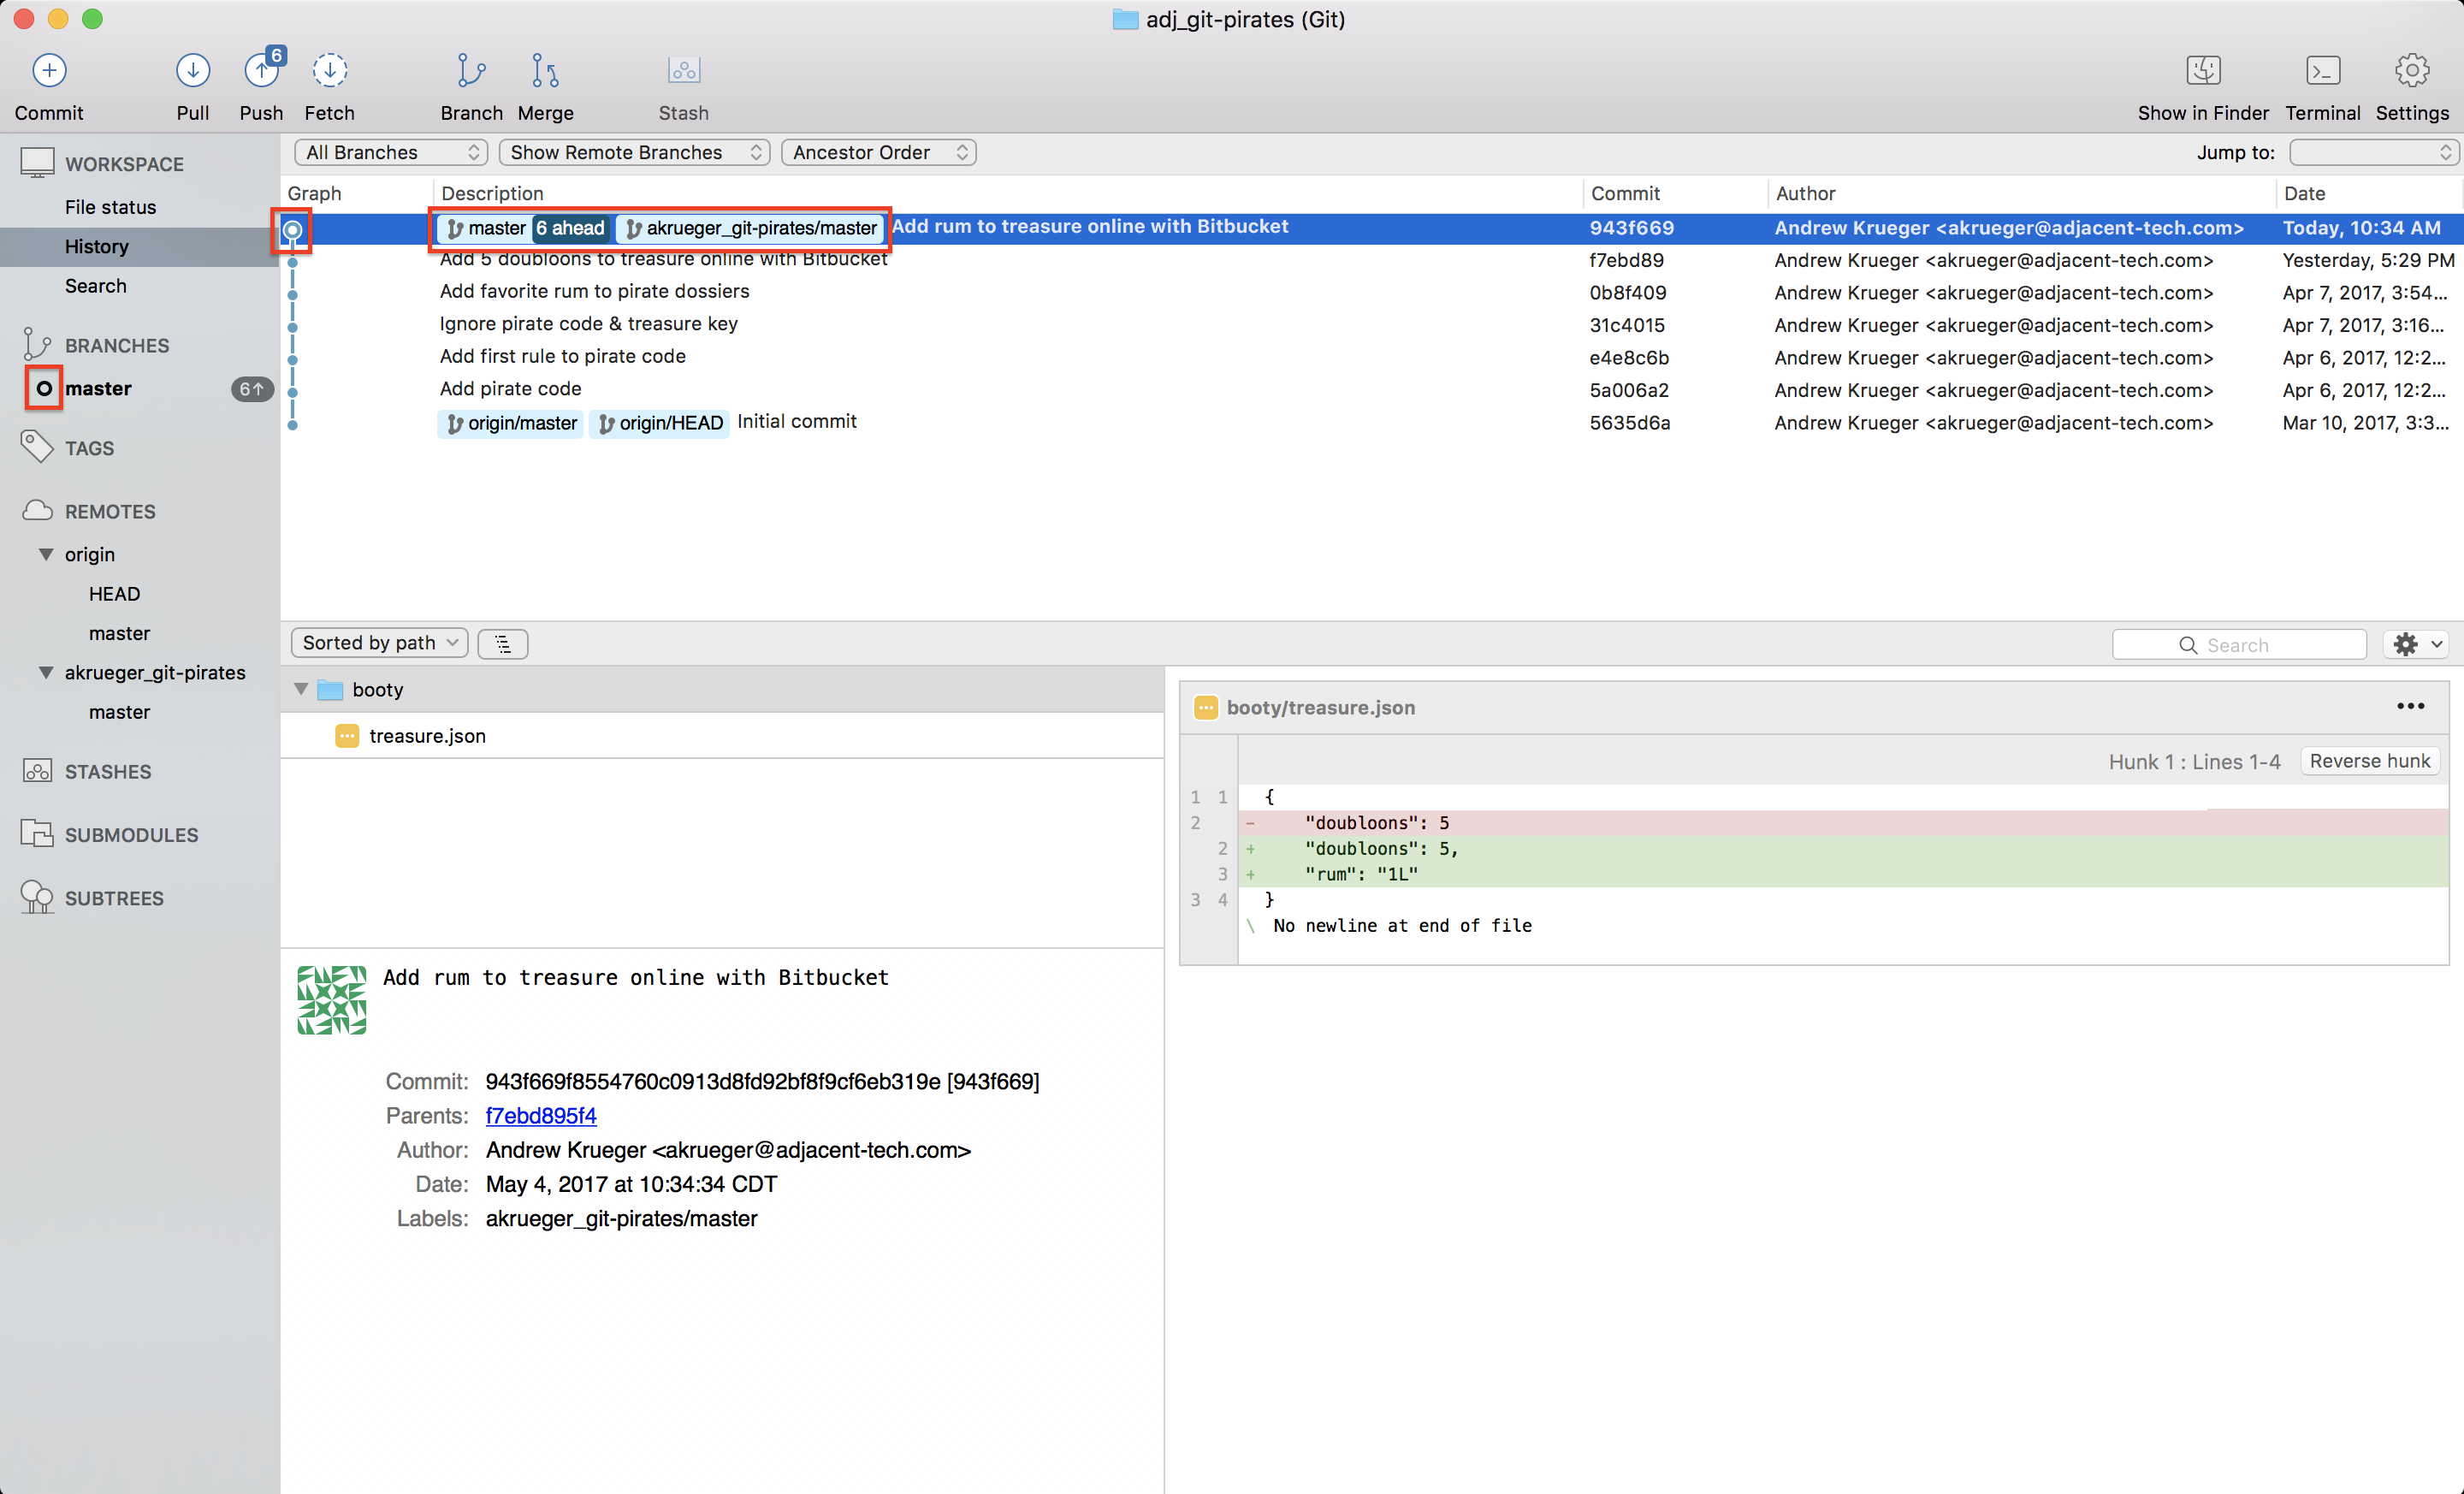 adj_git-pirates (Git)
6
Commit Pull Push Fetch Branch Merge Stash Show in Finder Terminal Settings
WORKSPACE
File status
History
Search
BRANCHES
master 6↑
TAGS
REMOTES
origin
HEAD
master
akrueger_git-pirates
master
STASHES
SUBMODULES
SUBTREES
All Branches Show Remote Branches Ancestor Order Jump to:
Graph Description Commit Author Date
master 6 ahead akrueger_git-pirates/master Add rum to treasure online with Bitbucket 943f669 Andrew Krueger <akrueger@adjacent-tech.com> Today, 10:34 AM
Add 5 doubloons to treasure online with Bitbucket f7ebd89 Andrew Krueger <akrueger@adjacent-tech.com> Yesterday, 5:29 PM
Add favorite rum to pirate dossiers 0b8f409 Andrew Krueger <akrueger@adjacent-tech.com> Apr 7, 2017, 3:54...
Ignore pirate code & treasure key 31c4015 Andrew Krueger <akrueger@adjacent-tech.com> Apr 7, 2017, 3:16...
Add first rule to pirate code e4e8c6b Andrew Krueger <akrueger@adjacent-tech.com> Apr 6, 2017, 12:2...
Add pirate code 5a006a2 Andrew Krueger <akrueger@adjacent-tech.com> Apr 6, 2017, 12:2...
origin/master origin/HEAD Initial commit 5635d6a Andrew Krueger <akrueger@adjacent-tech.com> Mar 10, 2017, 3:3...
Sorted by path Search
booty
treasure.json
Add rum to treasure online with Bitbucket
Commit: 943f669f8554760c0913d8fd92bf8f9cf6eb319e [943f669]
Parents: f7ebd895f4
Author: Andrew Krueger <akrueger@adjacent-tech.com>
Date: May 4, 2017 at 10:34:34 CDT
Labels: akrueger_git-pirates/master
booty/treasure.json
Hunk 1 : Lines 1-4 Reverse hunk
1 1 {
2 - "doubloons": 5
2 + "doubloons": 5,
3 + "rum": "1L"
3 4 }
\ No newline at end of file